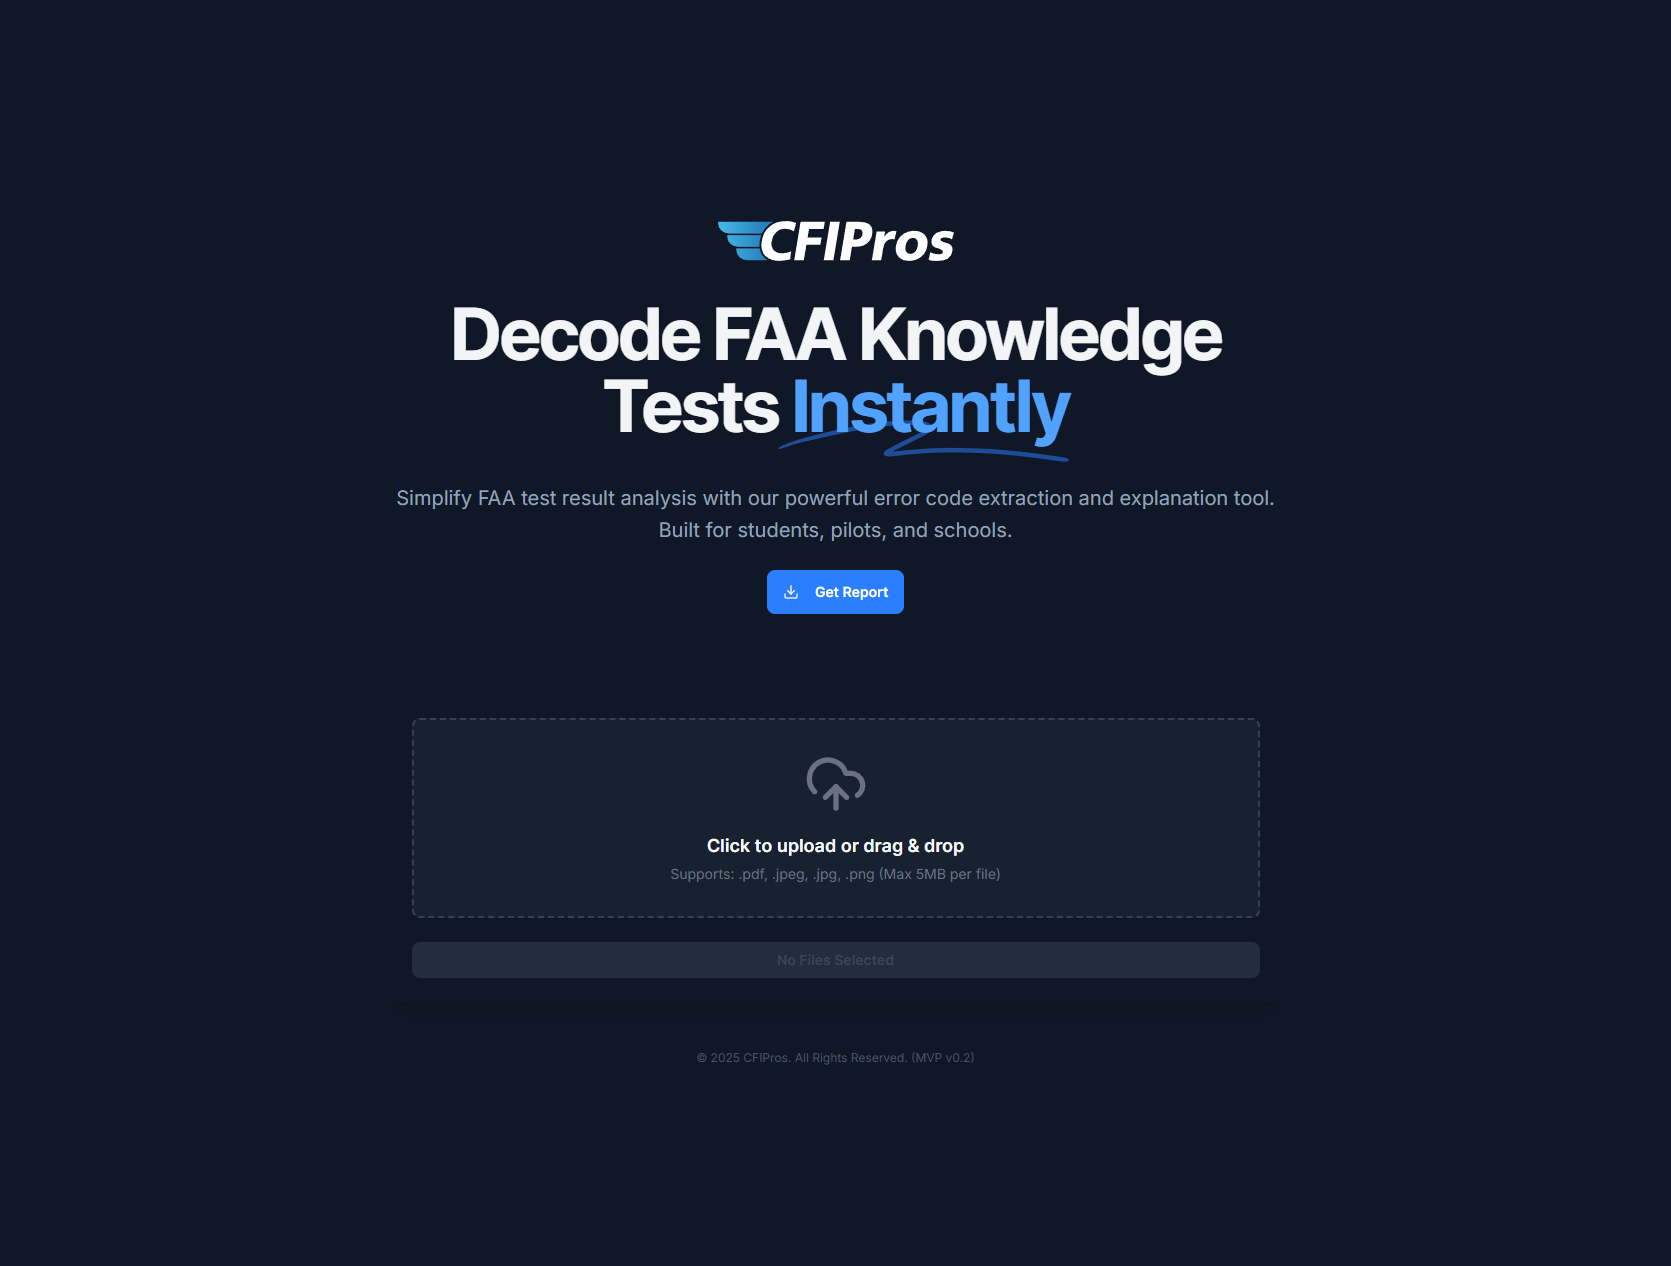 CFIPros
Decode FAA Knowledge
Tests Instantly
Simplify FAA test result analysis with our powerful error code extraction and explanation tool.
Built for students, pilots, and schools.
Get Report
Click to upload or drag & drop
Supports: .pdf, .jpeg, .jpg, .png (Max 5MB per file)
No Files Selected
© 2025 CFIPros. All Rights Reserved. (MVP v0.2)